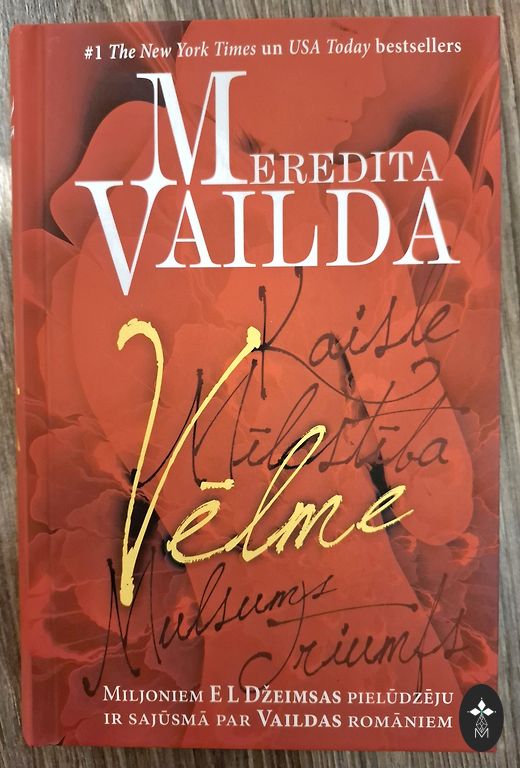 #1 The New York Times un USA Today bestsellers
MEREDITA
VAILDA
Kaisle
Mīlestība
Vēlme
Mulsums
Triumfs
MILJONIEM E L DŽEIMSAS PIELŪDZĒJU
IR SAJŪSMĀ PAR VAILDAS ROMĀNIEM
M